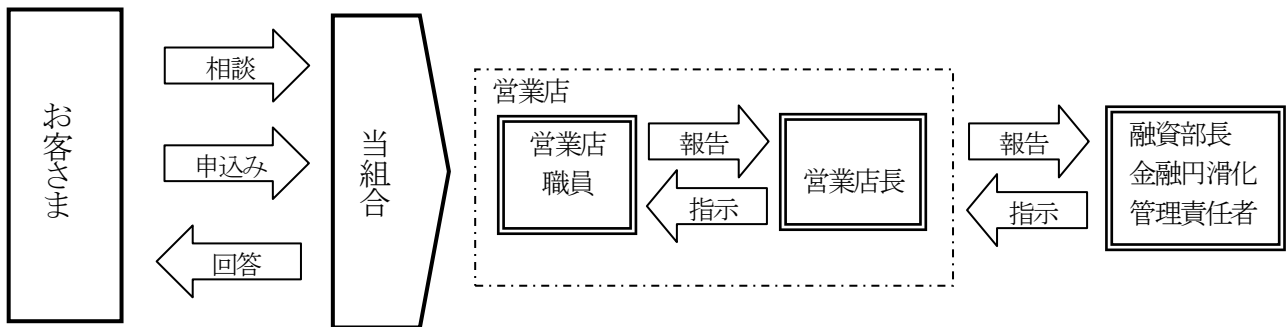 お客さま
相談
申込み
回答
当組合
営業店
営業店
職員
報告
指示
営業店長
報告
指示
融資部長
金融円滑化
管理責任者